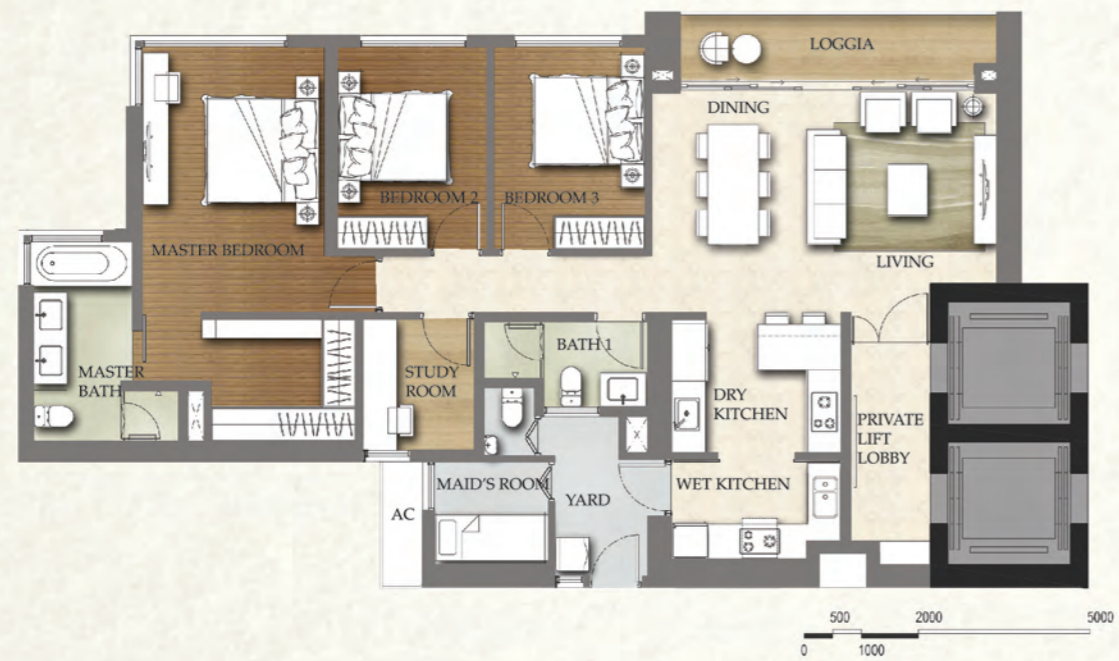 LOGGIA
DINING
BEDROOM 2
BEDROOM 3
MASTER BEDROOM
LIVING
BATH 1
STUDY
ROOM
MASTER
BATH
DRY
KITCHEN
PRIVATE
LIFT
LOBBY
MAID'S ROOM
WET KITCHEN
YARD
AC
500
2000
5000
0
1000